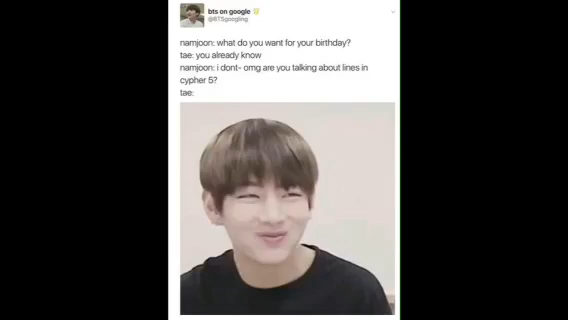 bts on google
@BTSgoogling
namjoon: what do you want for your birthday?
tae: you already know
namjoon: i dont- omg are you talking about lines in
cypher 5?
tae: